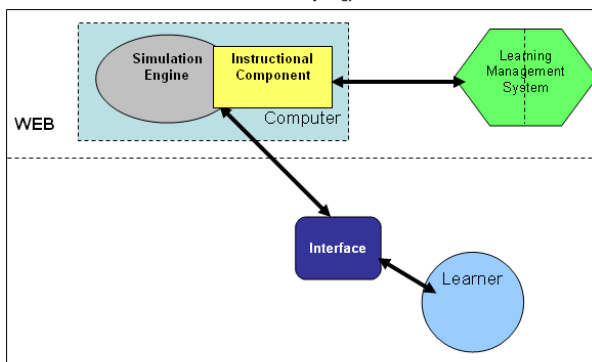 Simulation
Engine
Instructional
Component
Learning
Management
System
Computer
WEB
Interface
Learner